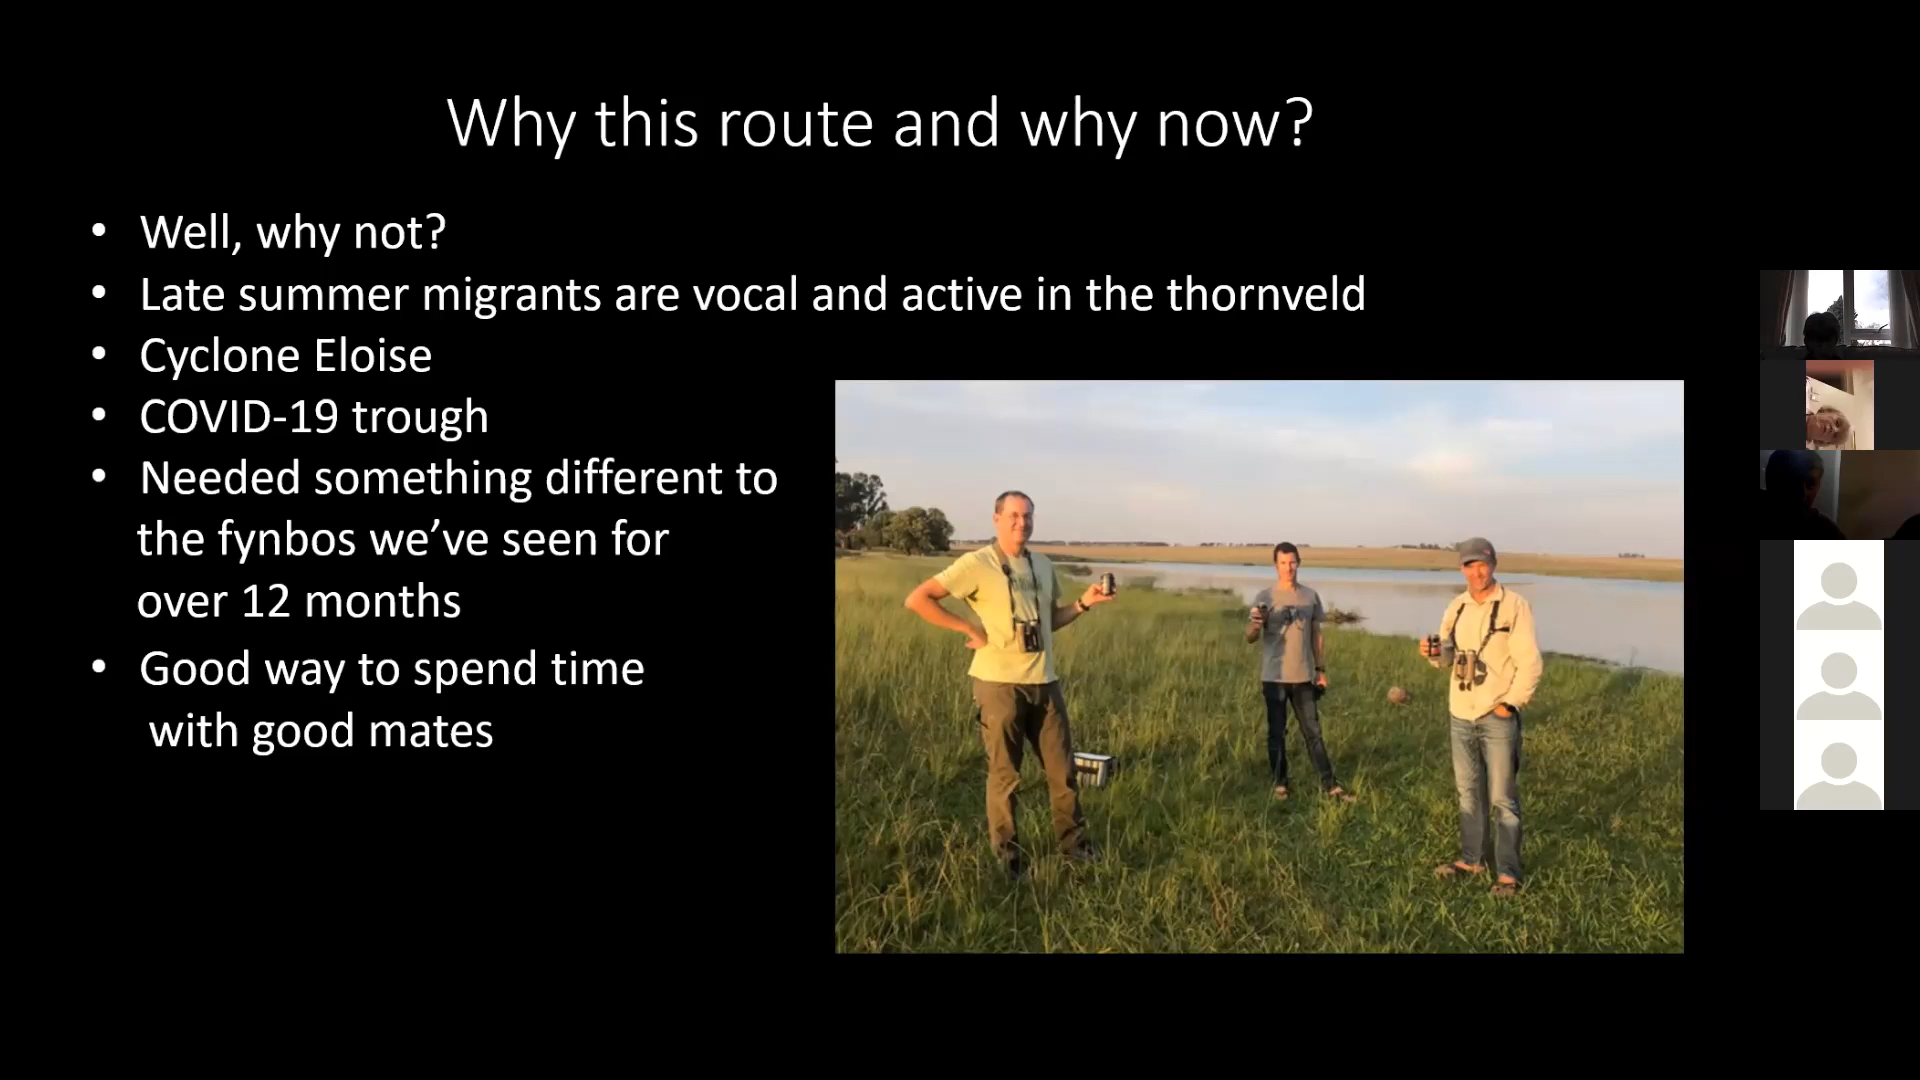 Why this route and why now?
• Well, why not?
• Late summer migrants are vocal and active in the thornveld
• Cyclone Eloise
• COVID-19 trough
• Needed something different to
the fynbos we’ve seen for
over 12 months
• Good way to spend time
with good mates